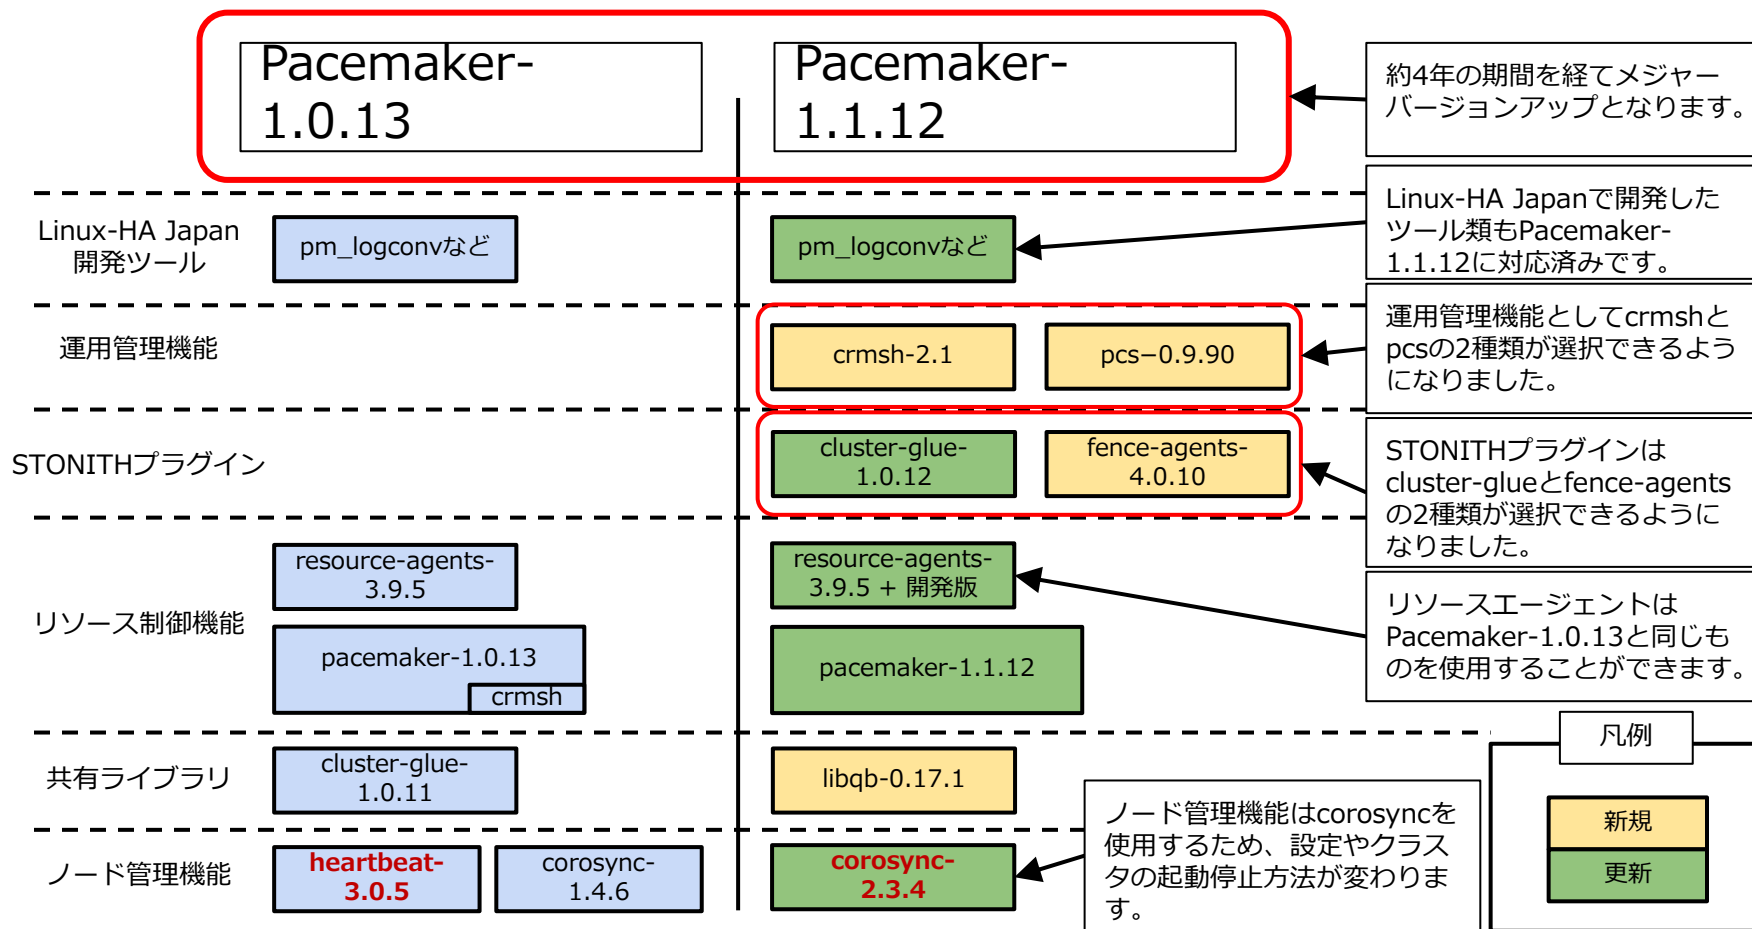 Pacemaker-
1.0.13
Pacemaker-
1.1.12
約4年の期間を経てメジャー
バージョンアップとなります。
Linux-HA Japan
開発ツール
pm_logconvなど
pm_logconvなど
Linux-HA Japanで開発した
ツール類もPacemaker-
1.1.12に対応済みです。
運用管理機能
crmsh-2.1
pcs−0.9.90
運用管理機能としてcrmshと
pcsの2種類が選択できるよう
になりました。
STONITHプラグイン
cluster-glue-
1.0.12
fence-agents-
4.0.10
STONITHプラグインは
cluster-glueとfence-agents
の2種類が選択できるように
なりました。
リソース制御機能
resource-agents-
3.9.5
pacemaker-1.0.13
crmsh
resource-agents-
3.9.5 + 開発版
pacemaker-1.1.12
リソースエージェントは
Pacemaker-1.0.13と同じも
のを使用することができます。
共有ライブラリ
cluster-glue-
1.0.11
libqb-0.17.1
ノード管理機能
heartbeat-
3.0.5
corosync-
1.4.6
corosync-
2.3.4
ノード管理機能はcorosyncを
使用するため、設定やクラス
タの起動停止方法が変わりま
す。
凡例
新規
更新